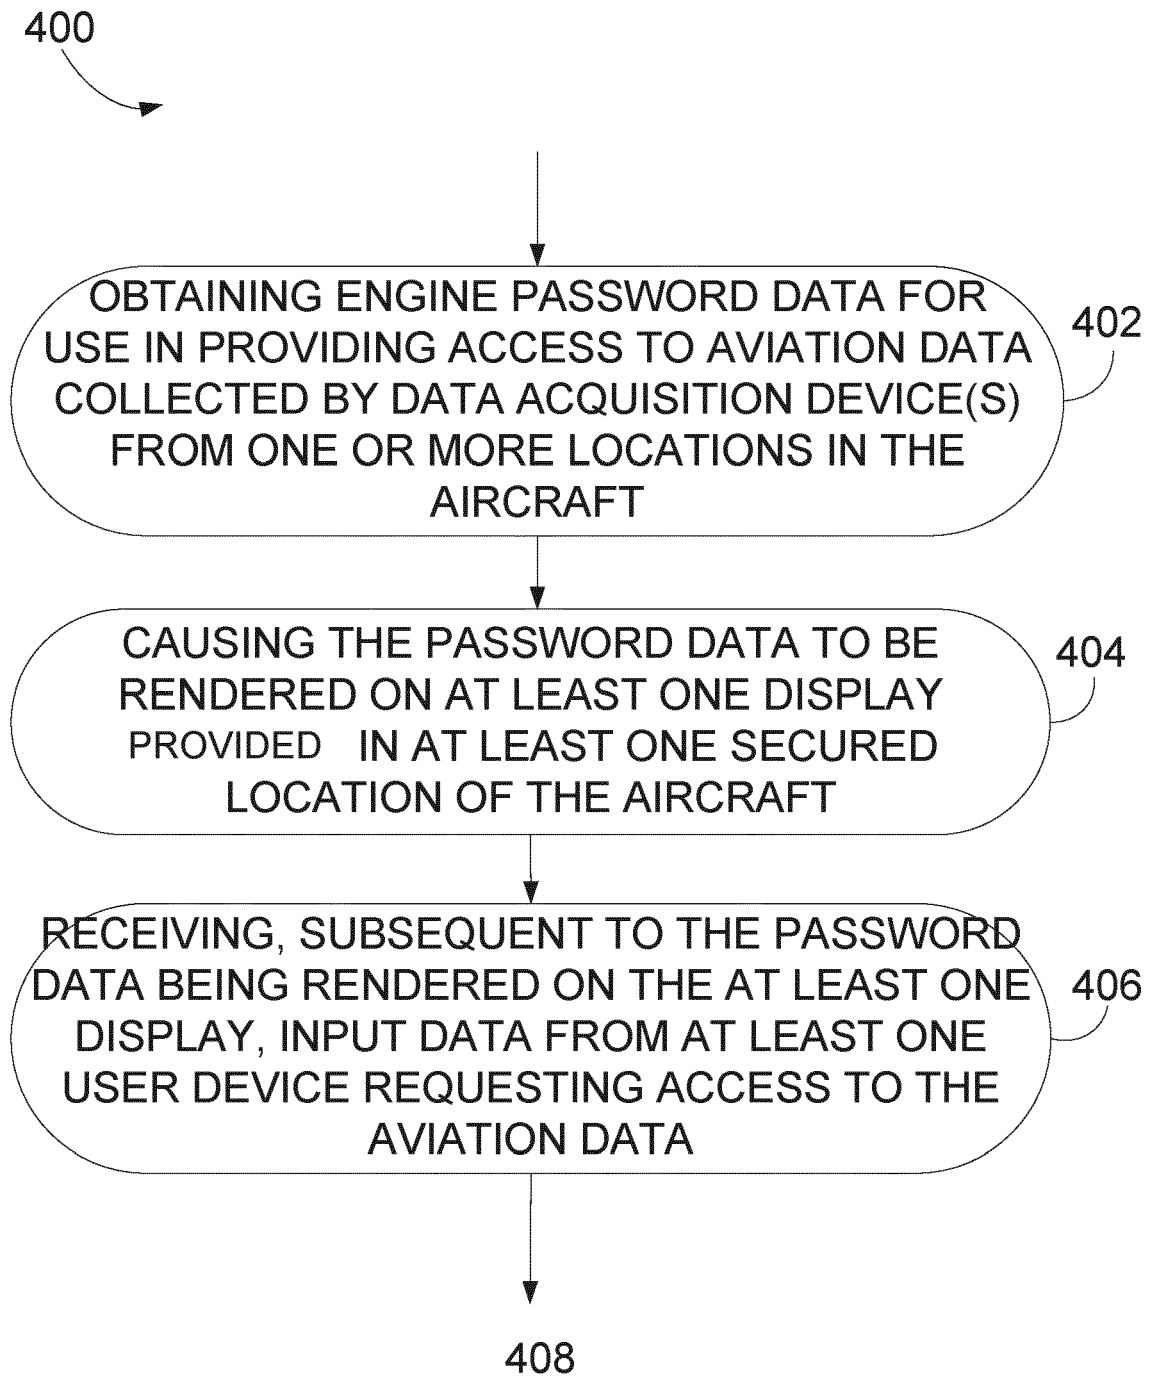 400
OBTAINING ENGINE PASSWORD DATA FOR
USE IN PROVIDING ACCESS TO AVIATION DATA
COLLECTED BY DATA ACQUISITION DEVICE(S)
FROM ONE OR MORE LOCATIONS IN THE
AIRCRAFT
402
CAUSING THE PASSWORD DATA TO BE
RENDERED ON AT LEAST ONE DISPLAY
PROVIDED IN AT LEAST ONE SECURED
LOCATION OF THE AIRCRAFT
404
RECEIVING, SUBSEQUENT TO THE PASSWORD
DATA BEING RENDERED ON THE AT LEAST ONE
DISPLAY, INPUT DATA FROM AT LEAST ONE
USER DEVICE REQUESTING ACCESS TO THE
AVIATION DATA
406
408